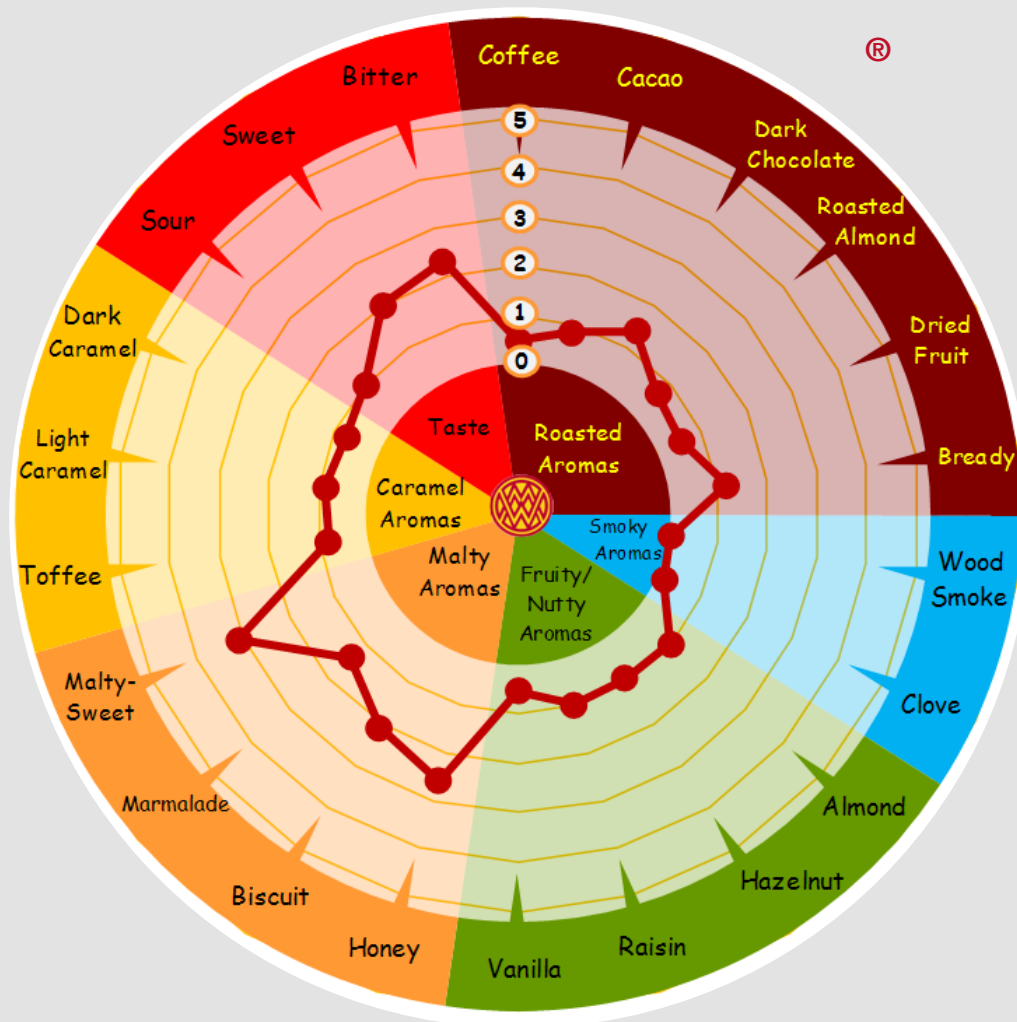 ®
Coffee
Cacao
Dark
Chocolate
Roasted
Almond
Dried
Fruit
Bready
Wood
Smoke
Clove
Almond
Hazelnut
Raisin
Vanilla
Honey
Biscuit
Marmalade
Malty-
Sweet
Toffee
Light
Caramel
Dark
Caramel
Sour
Sweet
Bitter
5
4
3
2
1
0
Taste
Roasted
Aromas
Caramel
Aromas
Smoky
Aromas
Malty
Aromas
Fruity/
Nutty
Aromas